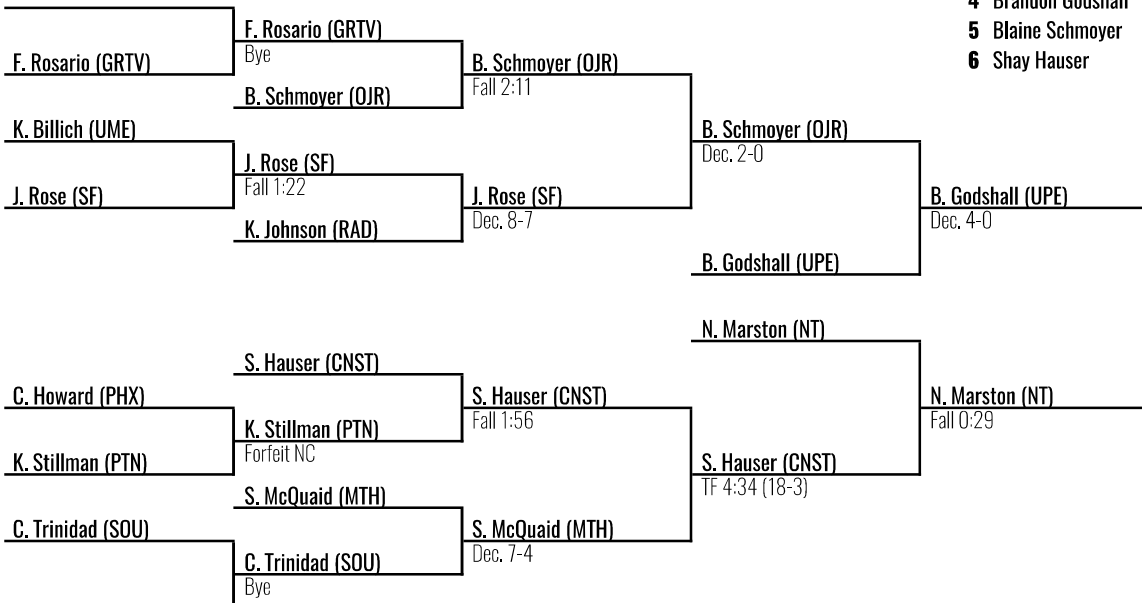 4 Brandon Godshall
5 Blaine Schmoyer
6 Shay Hauser
F. Rosario (GRTV)
F. Rosario (GRTV)
Bye
B. Schmoyer (OJR)
B. Schmoyer (OJR)
Fall 2:11
K. Billich (UME)
J. Rose (SF)
J. Rose (SF)
Fall 1:22
K. Johnson (RAD)
J. Rose (SF)
Dec. 8-7
B. Schmoyer (OJR)
Dec. 2-0
B. Godshall (UPE)
B. Godshall (UPE)
Dec. 4-0
N. Marston (NT)
S. Hauser (CNST)
C. Howard (PHX)
K. Stillman (PTN)
K. Stillman (PTN)
Forfeit NC
S. Hauser (CNST)
Fall 1:56
S. McQuaid (MTH)
C. Trinidad (SOU)
C. Trinidad (SOU)
Bye
S. McQuaid (MTH)
Dec. 7-4
S. Hauser (CNST)
TF 4:34 (18-3)
N. Marston (NT)
Fall 0:29